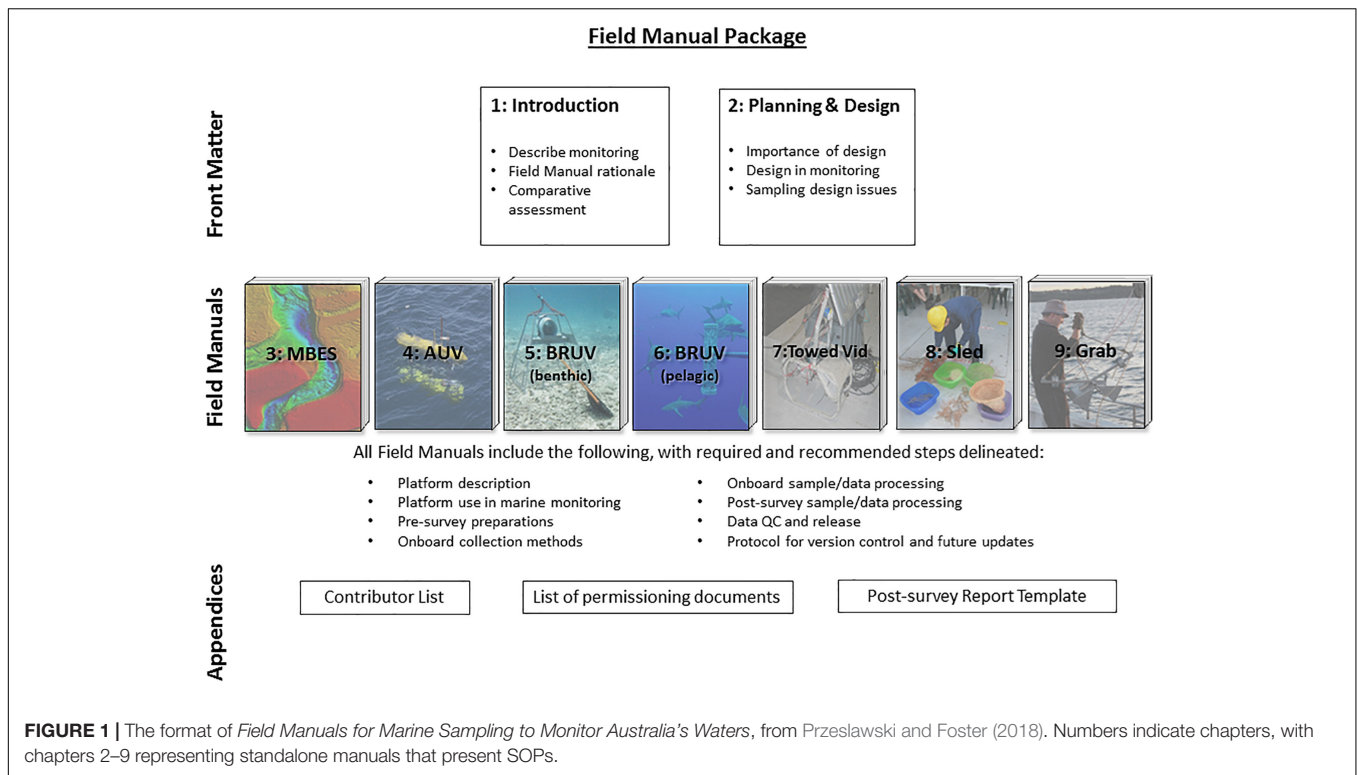 Field Manual Package
Front Matter
1: Introduction
• Describe monitoring
• Field Manual rationale
• Comparative
assessment
2: Planning & Design
• Importance of design
• Design in monitoring
• Sampling design issues
Field Manuals
3: MBES
4: AUV
5: BRUV
(benthic)
6: BRUV
(pelagic)
7:Towed Vid
8: Sled
9: Grab
All Field Manuals include the following, with required and recommended steps delineated:
• Platform description
• Platform use in marine monitoring
• Pre-survey preparations
• Onboard collection methods
• Onboard sample/data processing
• Post-survey sample/data processing
• Data QC and release
• Protocol for version control and future updates
Appendices
Contributor List
List of permissioning documents
Post-survey Report Template
FIGURE 1 | The format of Field Manuals for Marine Sampling to Monitor Australia's Waters, from Przeslawski and Foster (2018). Numbers indicate chapters, with
chapters 2–9 representing standalone manuals that present SOPs.